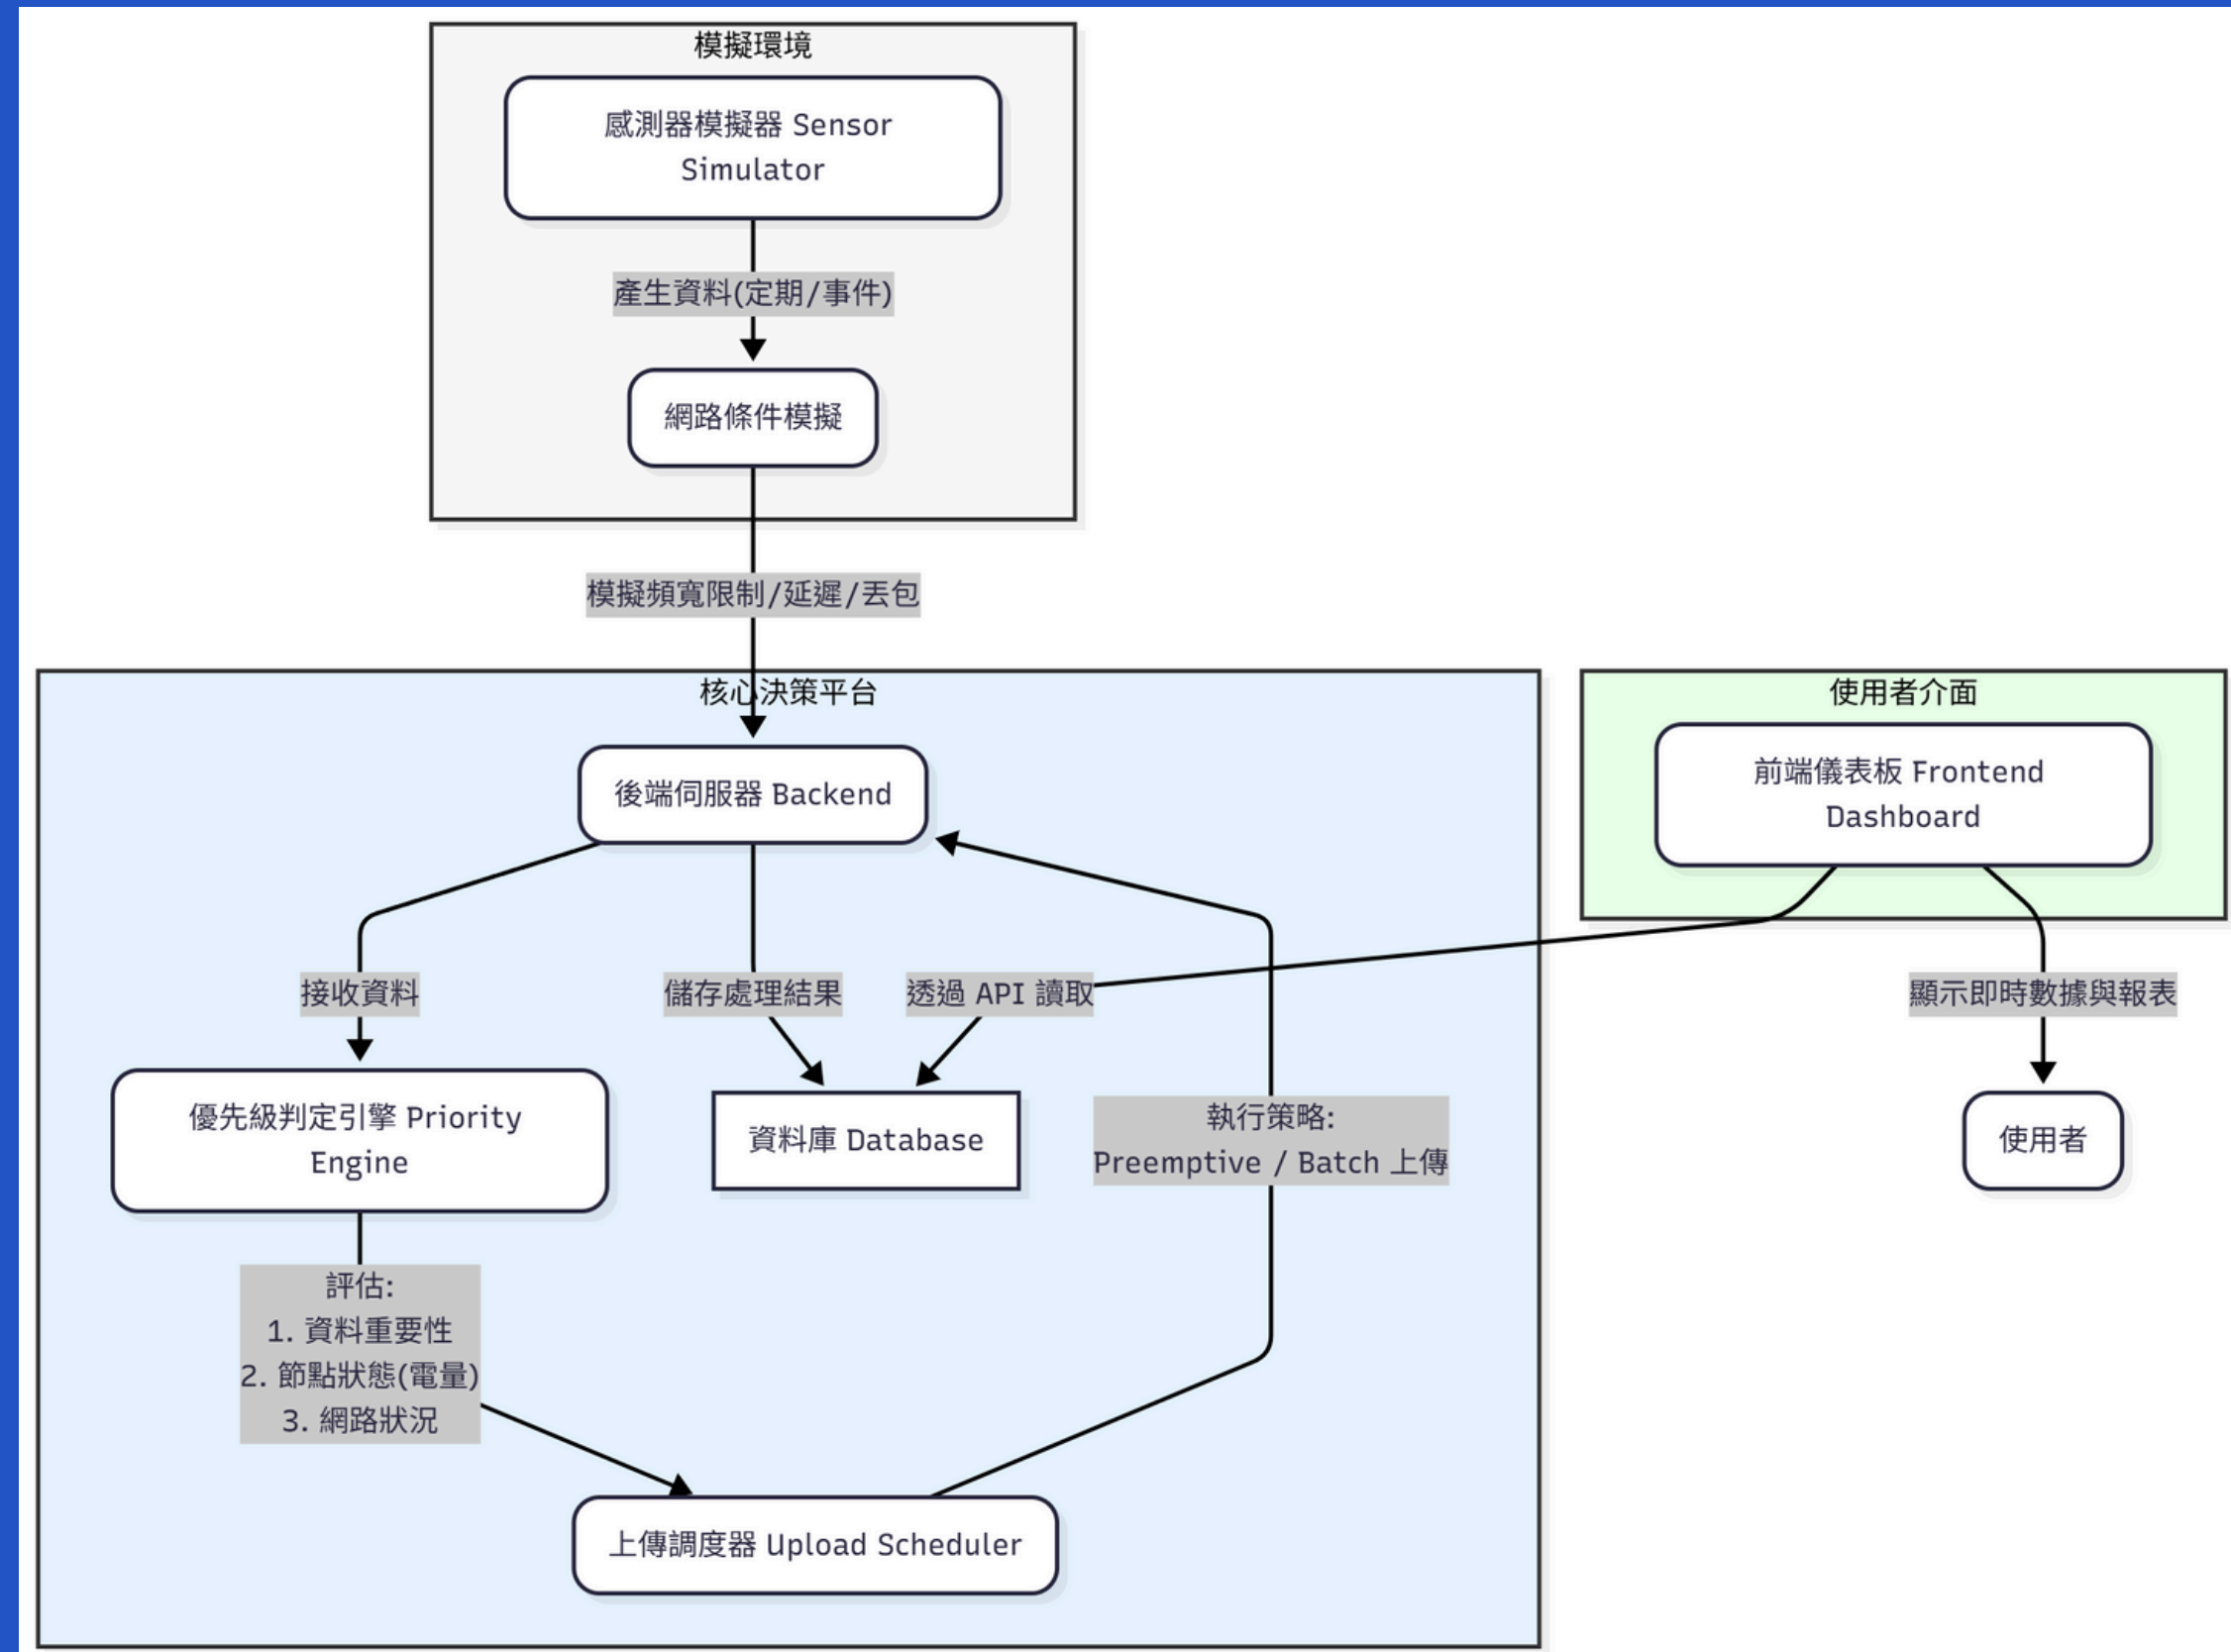 模擬環境
感測器模擬器 Sensor
Simulator
產生資料(定期/事件)
網路條件模擬
模擬頻寬限制/延遲/丟包
核心決策平台
後端伺服器 Backend
使用者介面
前端儀表板 Frontend
Dashboard
接收資料
儲存處理結果
透過 API 讀取
顯示即時數據與報表
優先級判定引擎 Priority
Engine
資料庫 Database
執行策略:
Preemptive / Batch 上傳
使用者
評估:
1. 資料重要性
2. 節點狀態(電量)
3. 網路狀況
上傳調度器 Upload Scheduler